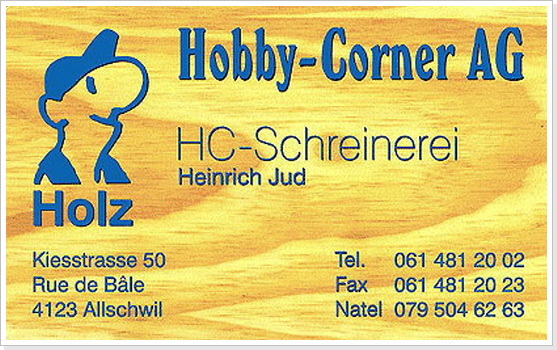 Hobby-Corner AG
HC-Schreinerei
Heinrich Jud
Holz
Kiesstrasse 50
Rue de Bâle
4123 Allschwil
Tel. 061 481 20 02
Fax 061 481 20 23
Natel 079 504 62 63